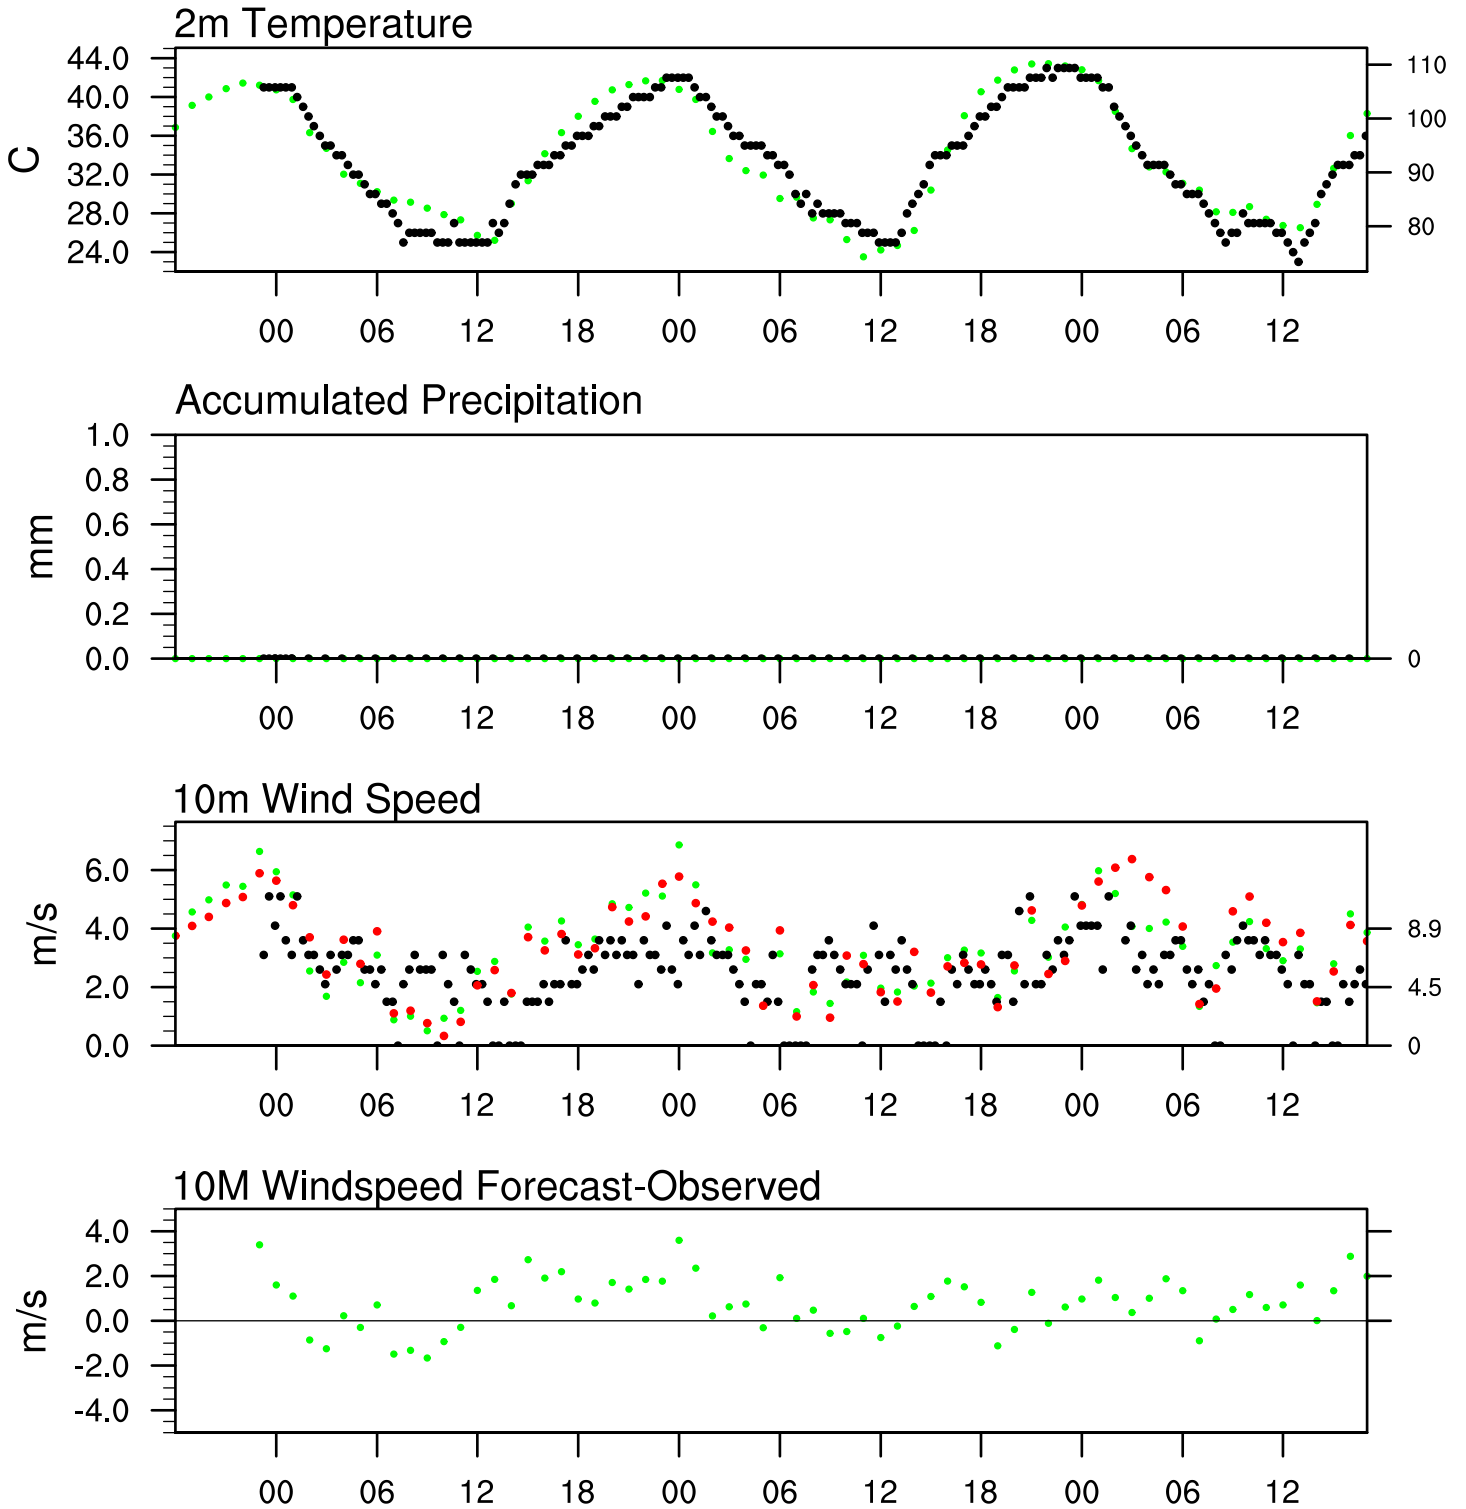 2m Temperature
44.0
40.0
36.0
32.0
28.0
24.0
C
110
100
90
80
00 06 12 18 00 06 12 18 00 06 12
Accumulated Precipitation
1.0
0.8
0.6
0.4
0.2
0.0
mm
0
00 06 12 18 00 06 12 18 00 06 12
10m Wind Speed
6.0
4.0
2.0
0.0
m/s
8.9
4.5
0
00 06 12 18 00 06 12 18 00 06 12
10M Windspeed Forecast-Observed
4.0
2.0
0.0
-2.0
-4.0
m/s
00 06 12 18 00 06 12 18 00 06 12